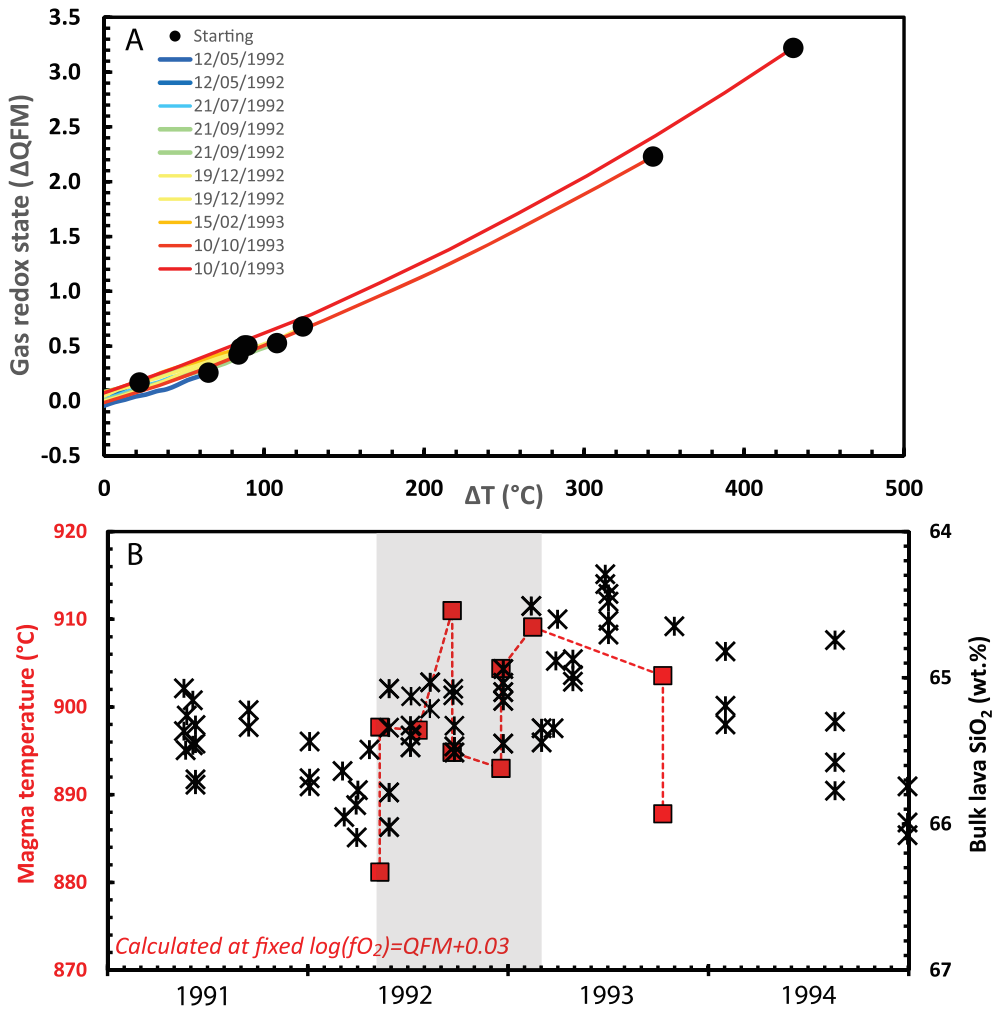 3.5
3.0
2.5
2.0
1.5
1.0
0.5
0.0
-0.5
Gas redox state (ΔQFM)
A
Starting
12/05/1992
12/05/1992
21/07/1992
21/09/1992
21/09/1992
19/12/1992
19/12/1992
15/02/1993
10/10/1993
10/10/1993
0 100 200 300 400 500
ΔT (°C)
920
910
900
890
880
870
Magma temperature (°C)
B
64
65
66
67
Bulk lava SiO₂ (wt.%)
Calculated at fixed log(fO₂)=QFM+0.03
1991 1992 1993 1994